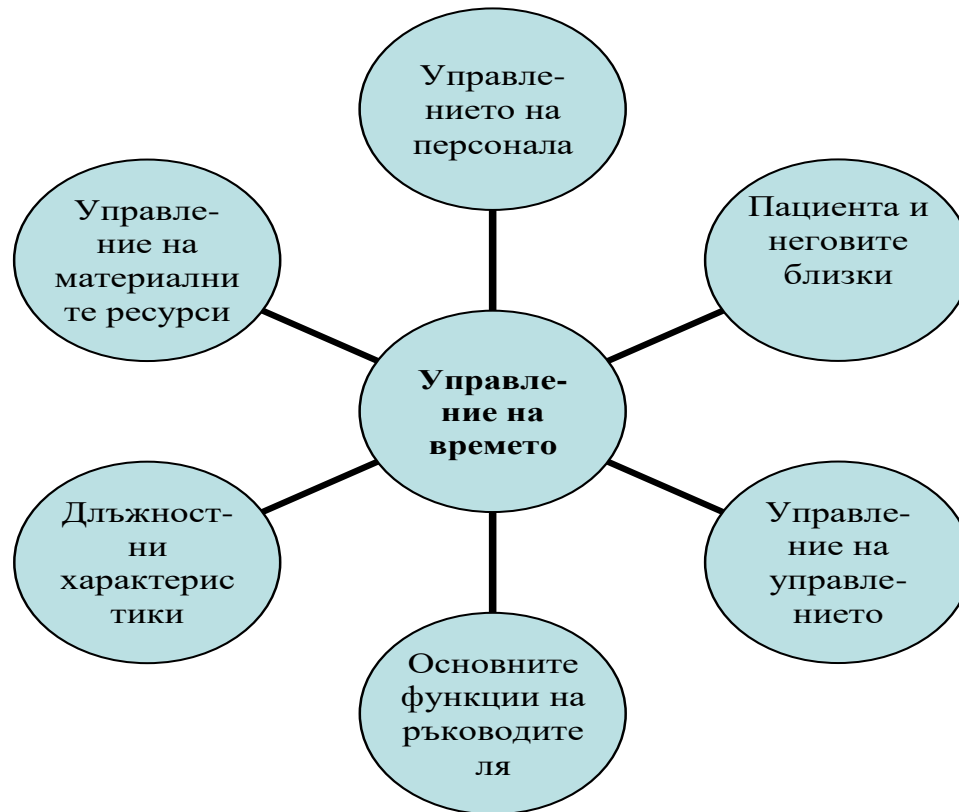 Управле-
нието на
персонала
Управле-
ние на
материални
те ресурси
Пациента и
неговите
близки
Управле-
ние на
времето
Длъжност-
ни
характерис
тики
Управле-
ние на
управле-
нието
Основните
функции на
ръководите
ля